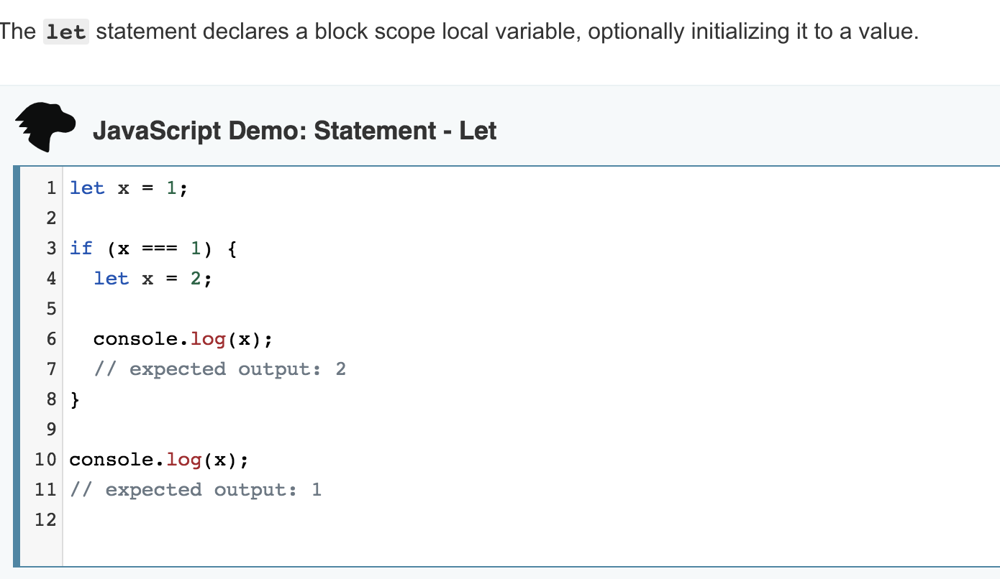 The let statement declares a block scope local variable, optionally initializing it to a value.
JavaScript Demo: Statement - Let
1 let x = 1;
2
3 if (x === 1) {
4   let x = 2;
5
6   console.log(x);
7   // expected output: 2
8 }
9
10 console.log(x);
11 // expected output: 1
12